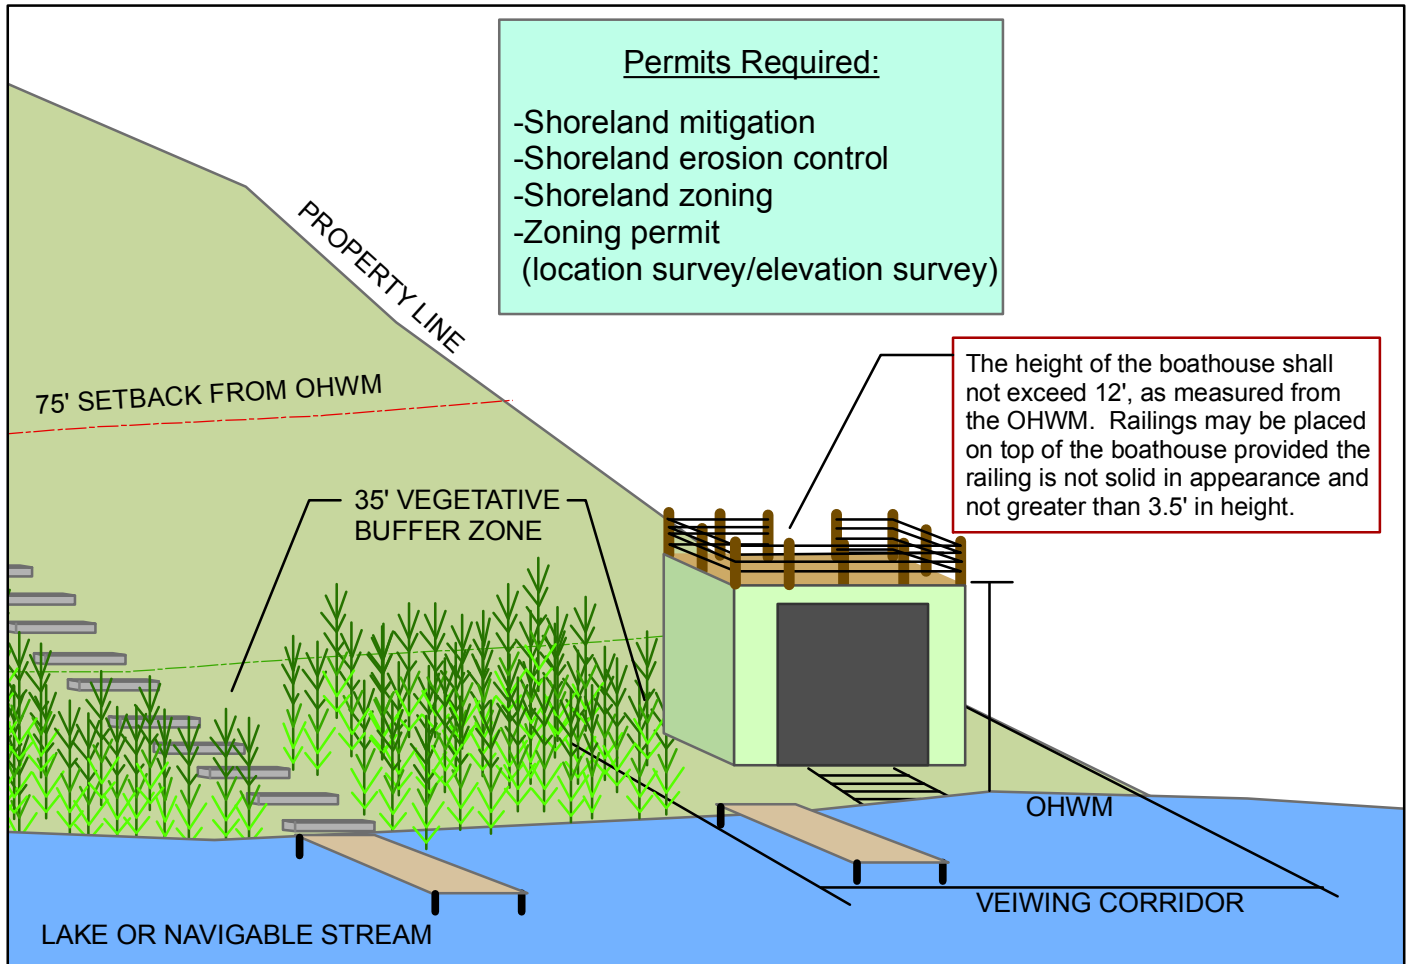 Permits Required:
-Shoreland mitigation
-Shoreland erosion control
-Shoreland zoning
-Zoning permit
(location survey/elevation survey)
PROPERTY LINE
The height of the boathouse shall
not exceed 12', as measured from
the OHWM.  Railings may be placed
on top of the boathouse provided the
railing is not solid in appearance and
not greater than 3.5' in height.
75' SETBACK FROM OHWM
35' VEGETATIVE
BUFFER ZONE
OHWM
VEIWING CORRIDOR
LAKE OR NAVIGABLE STREAM